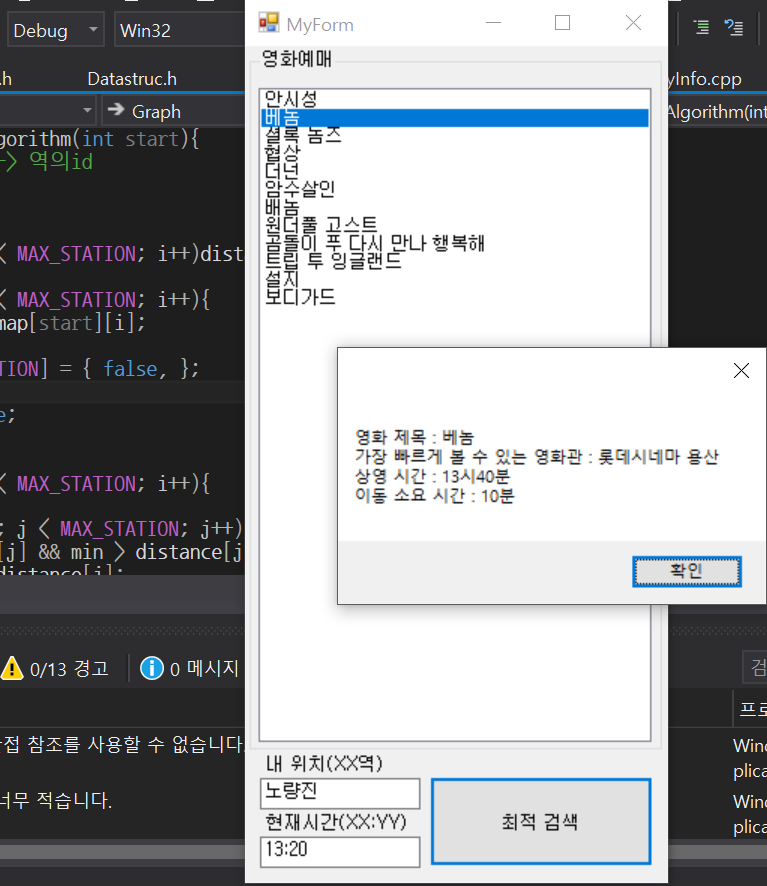 Debug
Win32
MyForm
.h
Datastruc.h
yInfo.cpp
Graph
Algorithm(int
gorithm(int start){
-> 역의id
< MAX_STATION; i++)dist
< MAX_STATION; i++){
map[start][i];
TION] = { false, };
e;
< MAX_STATION; i++){
; j < MAX_STATION; j++)
[j] && min > distance[j
distance[j];
영화예매
안시성
베놈
셜록 놈즈
협상
더넌
암수살인
배놈
원더풀 고스트
곰돌이 푸 다시 만나 행복해
트립 투 잉글랜드
설지
보디가드
영화 제목 : 베놈
가장 빠르게 볼 수 있는 영화관 : 롯데시네마 용산
상영 시간 : 13시40분
이동 소요 시간 : 10분
확인
0/13 경고
0 메시지
검
프로
접 참조를 사용할 수 없습니다.
Wind
plica
너무 적습니다.
Wind
plica
내 위치(XX역)
노량진
현재시간(XX:YY)
13:20
최적 검색